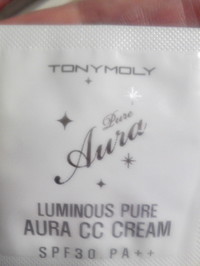 TONYMOLY
Pure
Aura
LUMINOUS PURE
AURA CC CREAM
SPF30 PA++